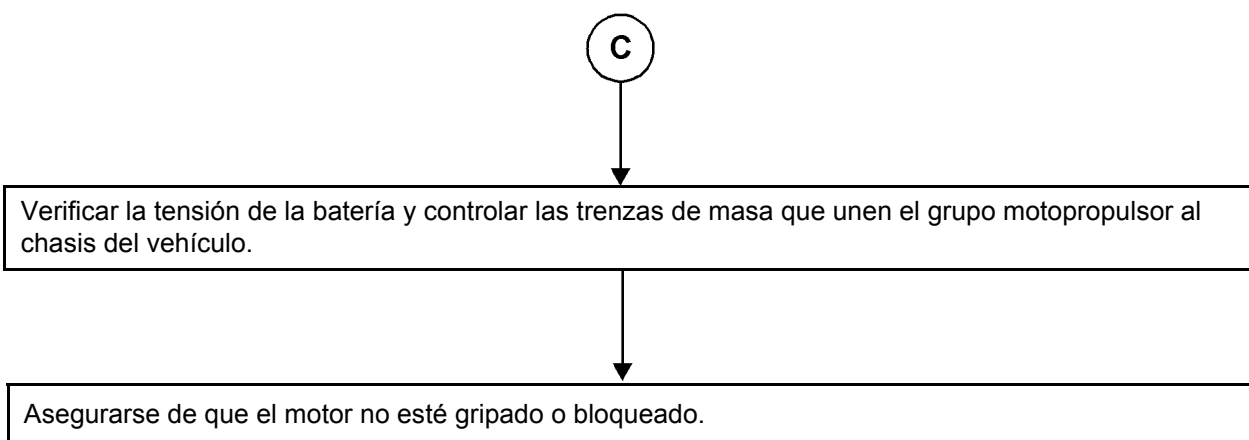 C
Verificar la tensión de la batería y controlar las trenzas de masa que unen el grupo motopropulsor al
chasis del vehículo.
Asegurarse de que el motor no esté gripado o bloqueado.